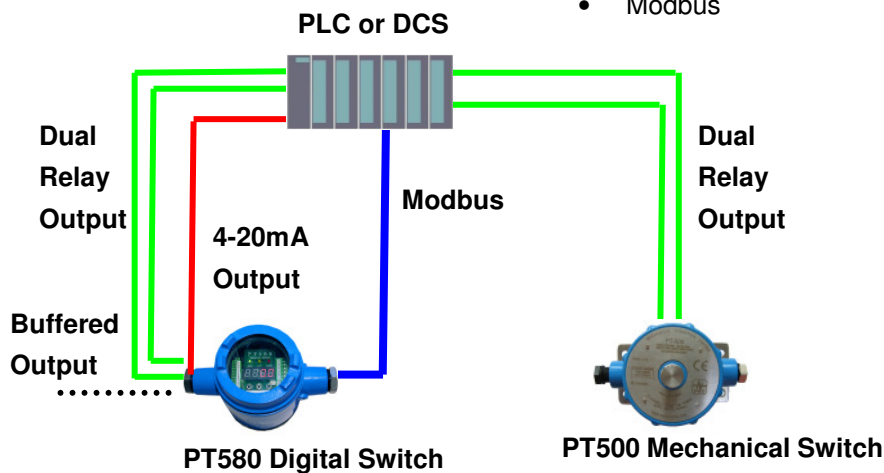 • Modbus
PLC or DCS
Dual
Relay
Output
Dual
Relay
Output
Modbus
4-20mA
Output
Buffered
Output
PT580 Digital Switch
PT500 Mechanical Switch